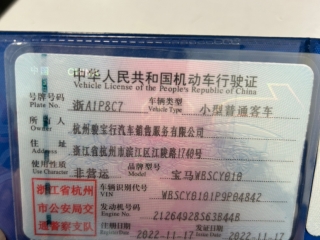 中华人民共和国机动车行驶证
Vehicle License of the People's Republic of China
号牌号码 浙A1P8C7 车辆类型 小型普通客车
Plate No. Vehicle Type
所有人 杭州骏宝行汽车销售服务有限公司
Owner
住址 浙江省杭州市滨江区江陵路1740号
Address
使用性质 非营运 品牌型号 宝马WBSCY010
Use Character Model
浙江省杭州
市公安局交
通警察支队
车辆识别代号 WBSCY0101P9P04842
VIN
发动机号码 21264928S63B44B
Engine No.
2022-11-17 2022-11-17